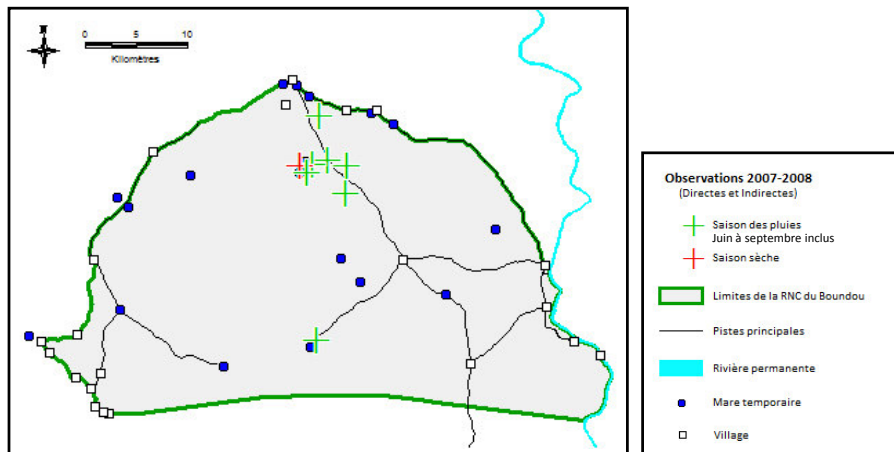 0 5 10
Kilomètres
Observations 2007-2008
(Directes et Indirectes)
Saison des pluies
Juin à septembre inclus
Saison sèche
Limites de la RNC du Boundou
Pistes principales
Rivière permanente
Mare temporaire
Village